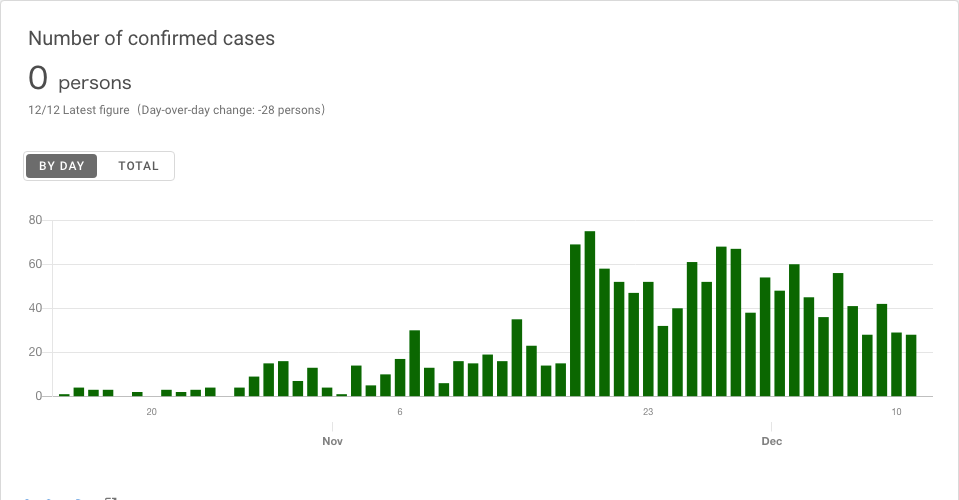 Number of confirmed cases
0 persons
12/12 Latest figure（Day-over-day change: -28 persons）
BY DAY TOTAL
80
60
40
20
0
20 6 23 10
Nov Dec